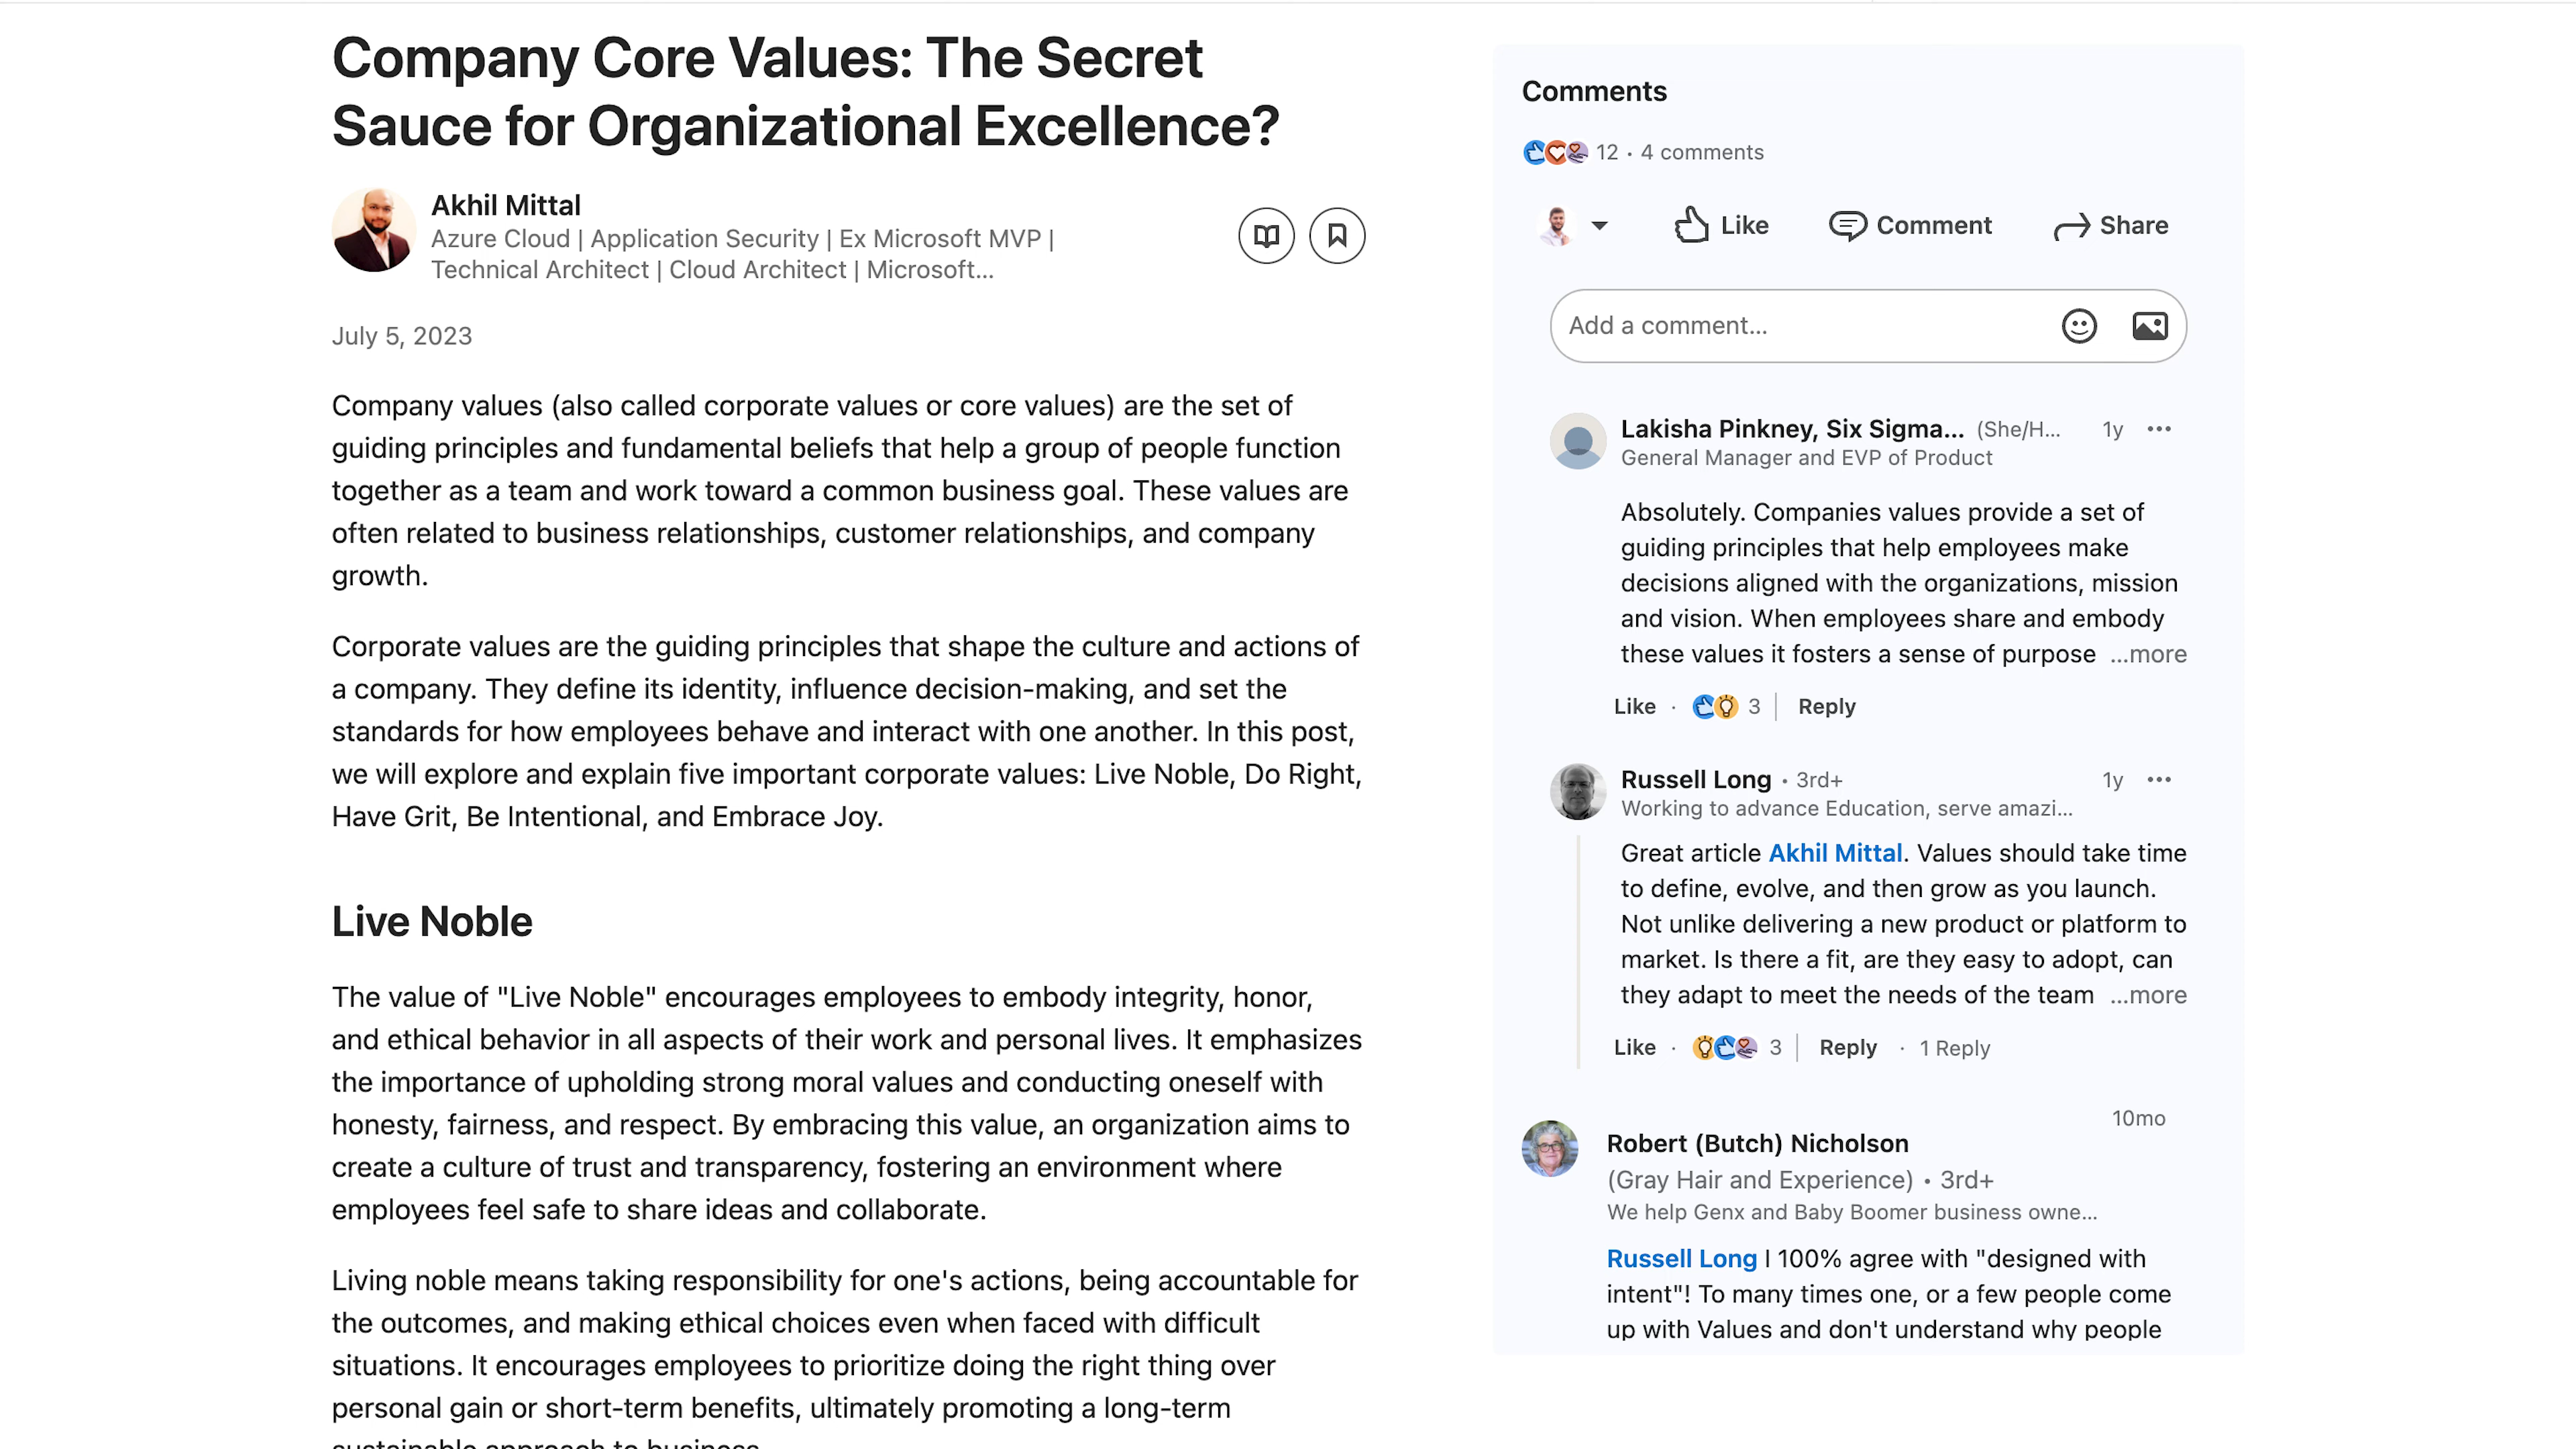 Company Core Values: The Secret
Sauce for Organizational Excellence?
Akhil Mittal
Azure Cloud | Application Security | Ex Microsoft MVP |
Technical Architect | Cloud Architect | Microsoft...
July 5, 2023
Company values (also called corporate values or core values) are the set of
guiding principles and fundamental beliefs that help a group of people function
together as a team and work toward a common business goal. These values are
often related to business relationships, customer relationships, and company
growth.
Corporate values are the guiding principles that shape the culture and actions of
a company. They define its identity, influence decision-making, and set the
standards for how employees behave and interact with one another. In this post,
we will explore and explain five important corporate values: Live Noble, Do Right,
Have Grit, Be Intentional, and Embrace Joy.
Live Noble
The value of "Live Noble" encourages employees to embody integrity, honor,
and ethical behavior in all aspects of their work and personal lives. It emphasizes
the importance of upholding strong moral values and conducting oneself with
honesty, fairness, and respect. By embracing this value, an organization aims to
create a culture of trust and transparency, fostering an environment where
employees feel safe to share ideas and collaborate.
Living noble means taking responsibility for one's actions, being accountable for
the outcomes, and making ethical choices even when faced with difficult
situations. It encourages employees to prioritize doing the right thing over
personal gain or short-term benefits, ultimately promoting a long-term
sustainable approach to business.
Comments
12 · 4 comments
Like Comment Share
Add a comment...
Lakisha Pinkney, Six Sigma... (She/H... 1y
General Manager and EVP of Product
Absolutely. Companies values provide a set of
guiding principles that help employees make
decisions aligned with the organizations, mission
and vision. When employees share and embody
these values it fosters a sense of purpose ...more
Like · 3 | Reply
Russell Long • 3rd+ 1y
Working to advance Education, serve amazi...
Great article Akhil Mittal. Values should take time
to define, evolve, and then grow as you launch.
Not unlike delivering a new product or platform to
market. Is there a fit, are they easy to adopt, can
they adapt to meet the needs of the team ...more
Like · 3 | Reply · 1 Reply
10mo
Robert (Butch) Nicholson
(Gray Hair and Experience) • 3rd+
We help Genx and Baby Boomer business owne...
Russell Long I 100% agree with "designed with
intent"! To many times one, or a few people come
up with Values and don't understand why people